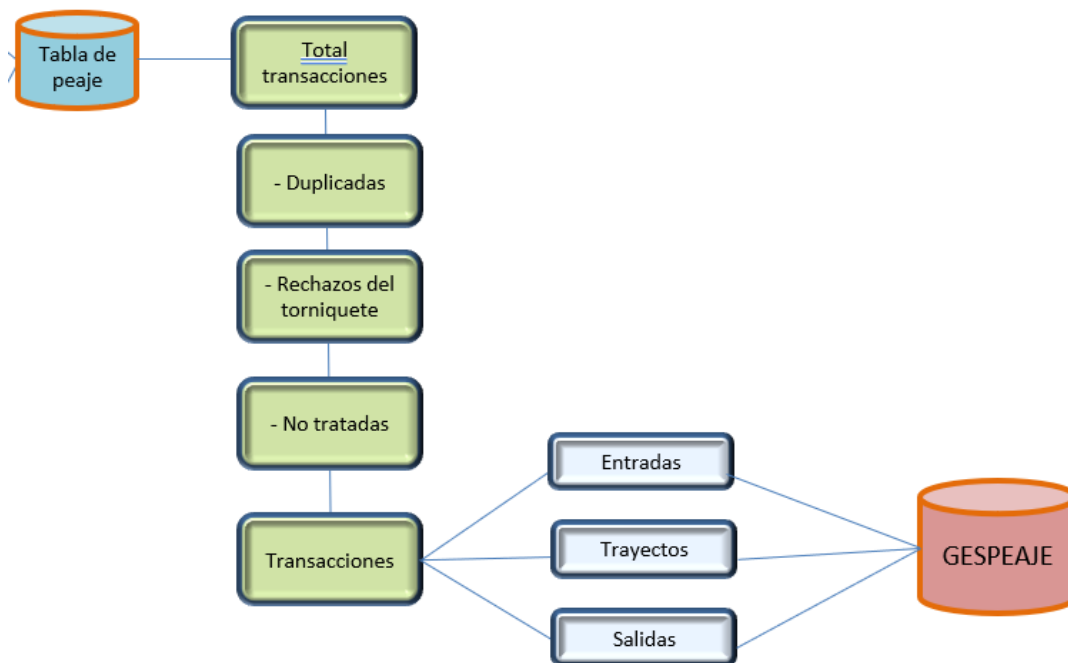 Tabla de
peaje
Total
transacciones
- Duplicadas
- Rechazos del
torniquete
- No tratadas
Transacciones
Entradas
Trayectos
Salidas
GESPEAJE